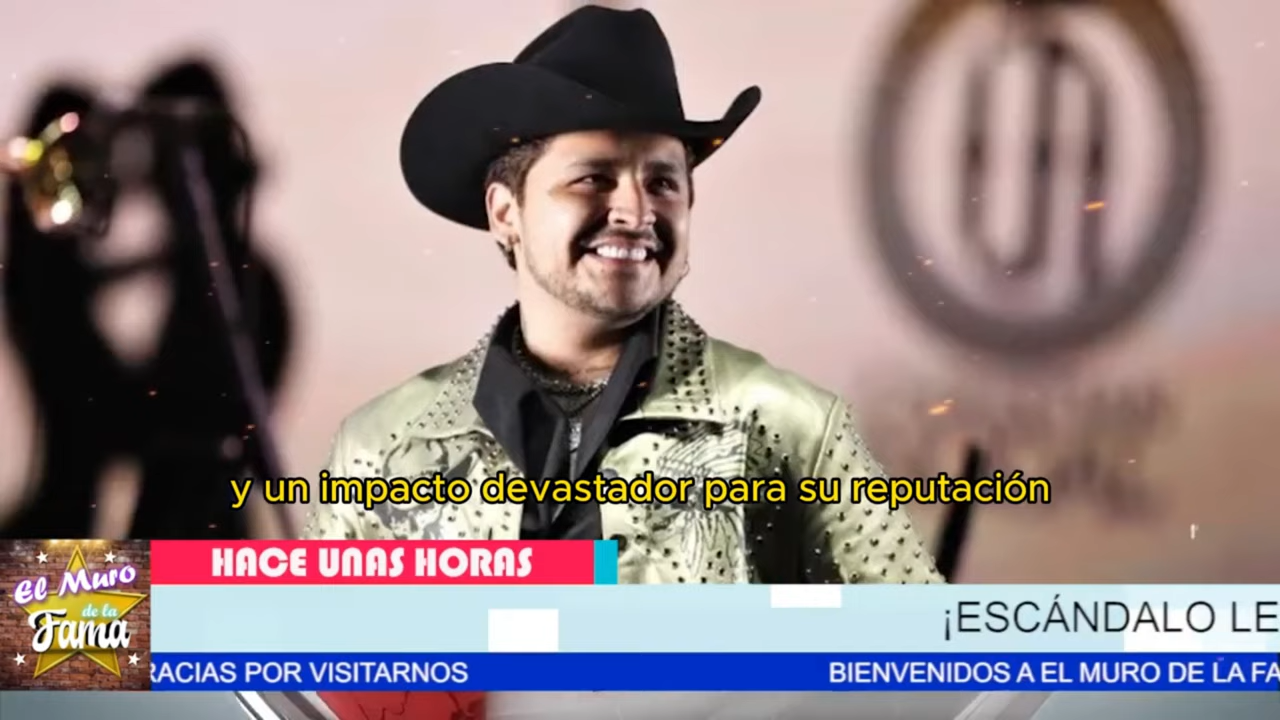 y un impacto devastador para su reputación
HACE UNAS HORAS
El Muro
de la
Fama
¡ESCÁNDALO LE
RACIAS POR VISITARNOS
BIENVENIDOS A EL MURO DE LA FA